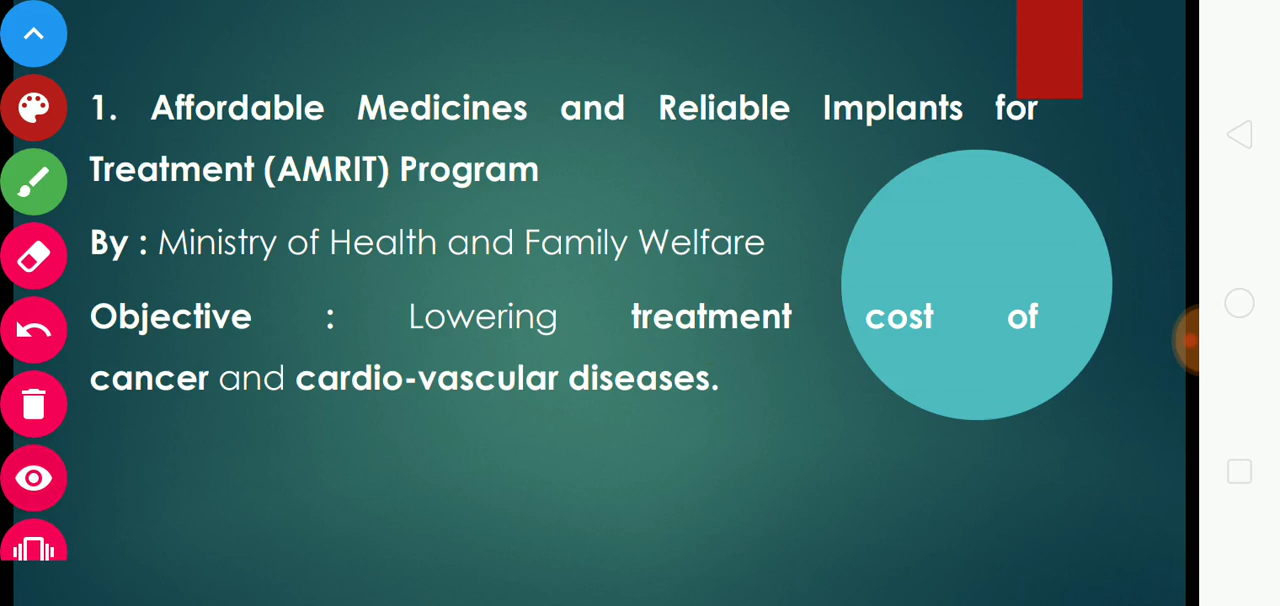 1. Affordable Medicines and Reliable Implants for
Treatment (AMRIT) Program
By : Ministry of Health and Family Welfare
Objective : Lowering treatment cost of
cancer and cardio-vascular diseases.